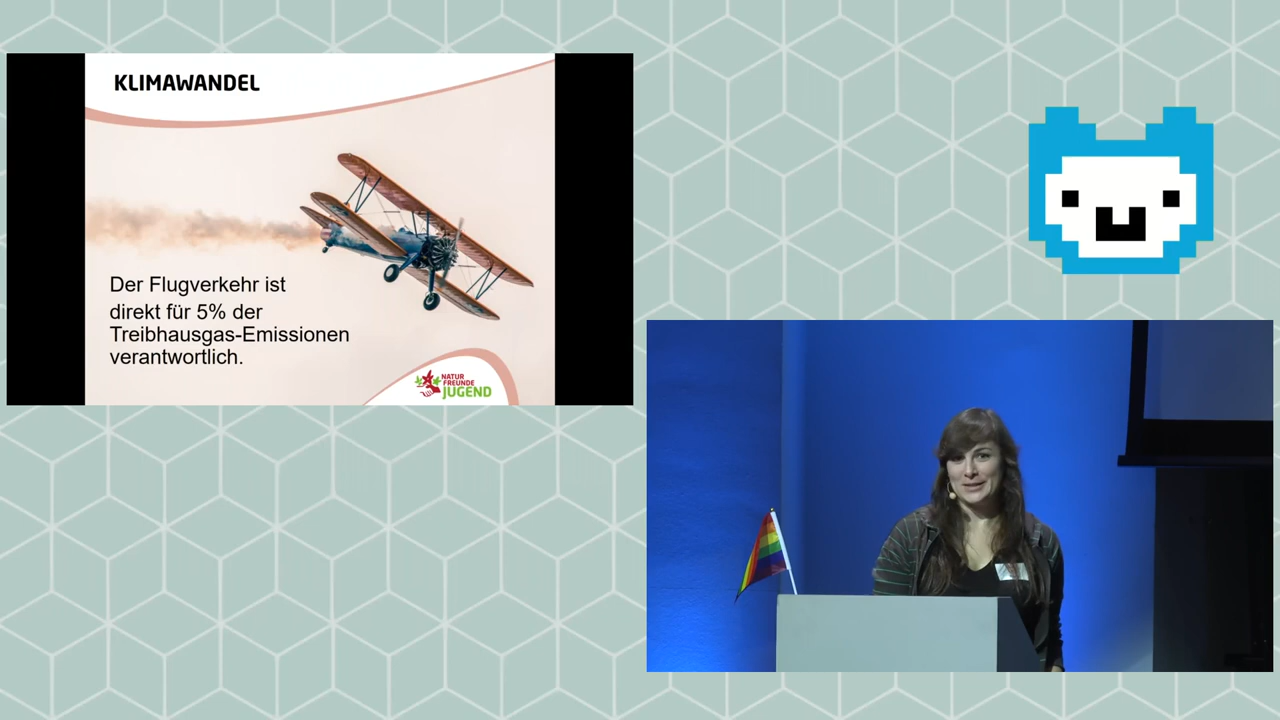 KLIMAWANDEL
Der Flugverkehr ist
direkt für 5% der
Treibhausgas-Emissionen
verantwortlich.
NATUR
FREUNDE
JUGEND